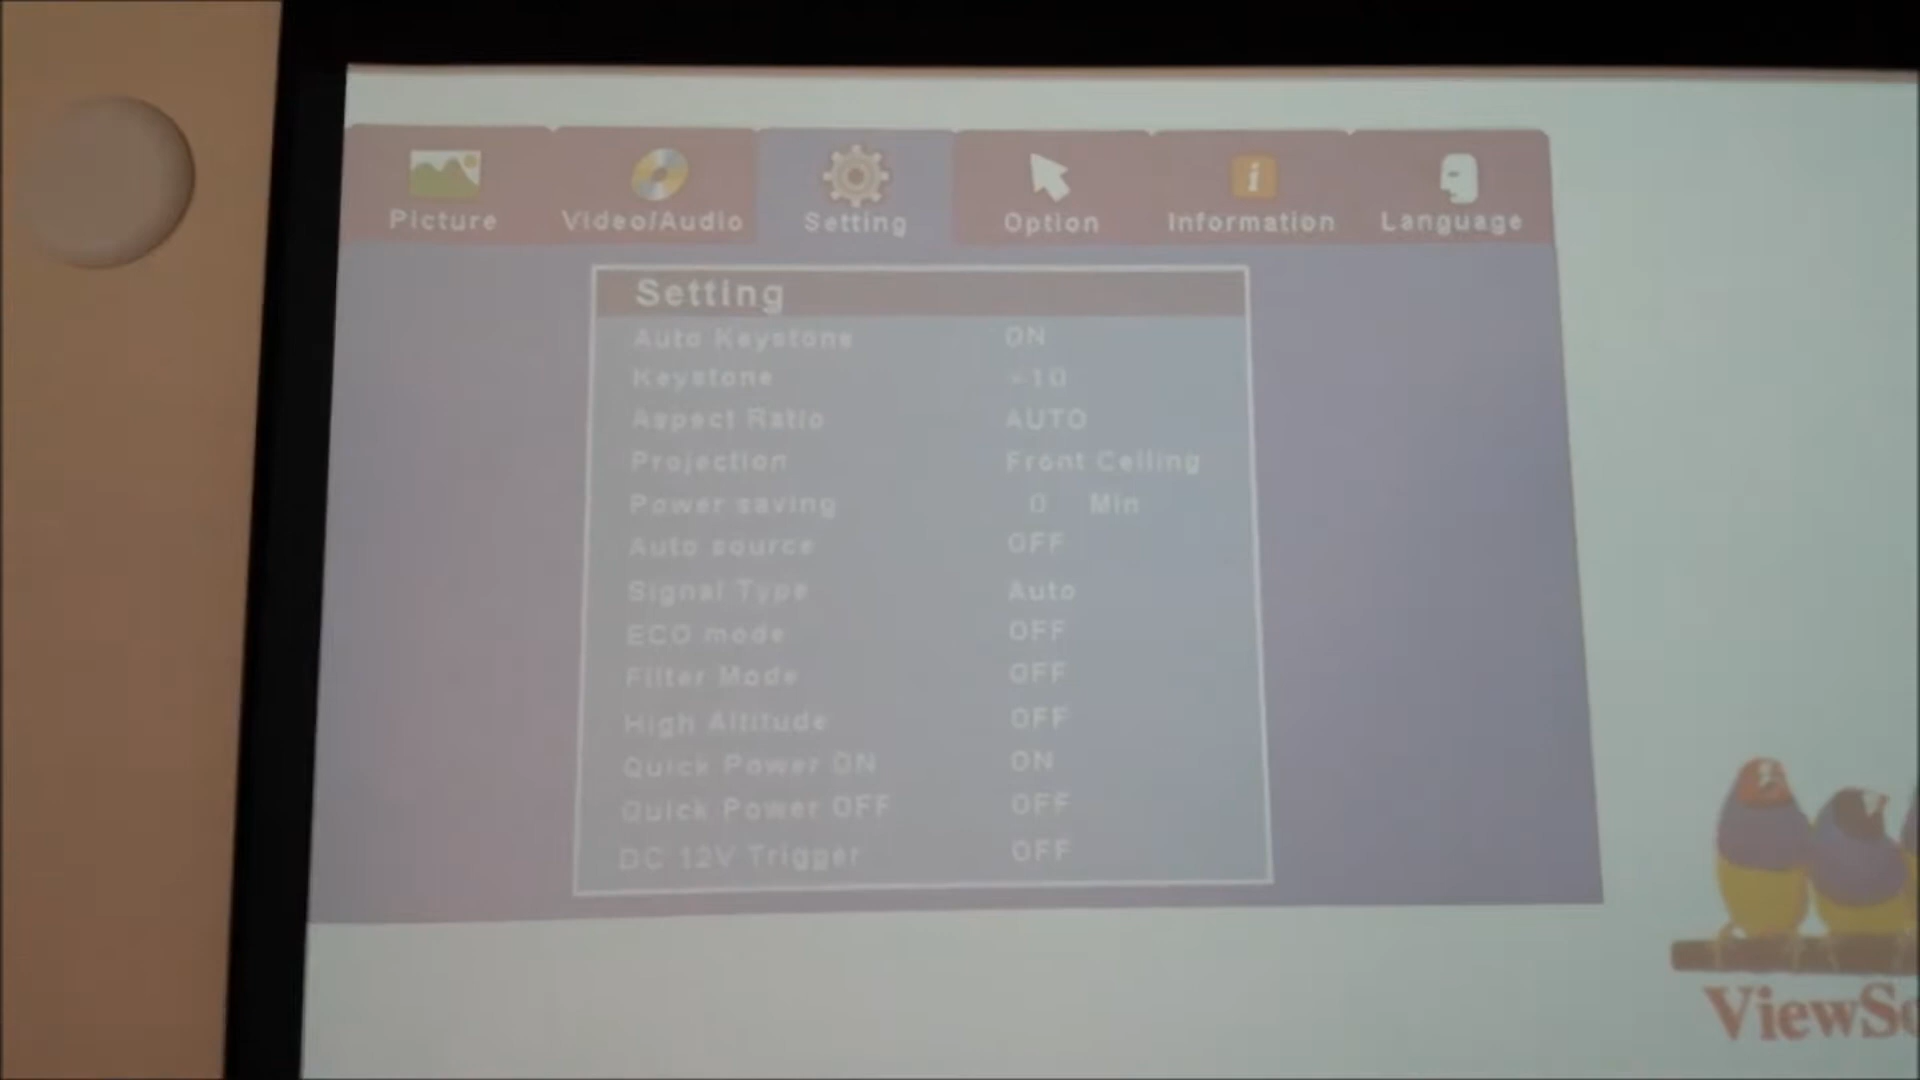 Picture Video/Audio Setting Option Information Language
Setting
Auto Keystone ON
Keystone
Aspect Ratio AUTO
Projection Front Ceiling
Power saving 0 Min
Auto source OFF
Signal Type Auto
ECO mode OFF
Filter Mode OFF
High Altitude OFF
Quick Power ON ON
Quick Power OFF OFF
DC 12V Trigger OFF